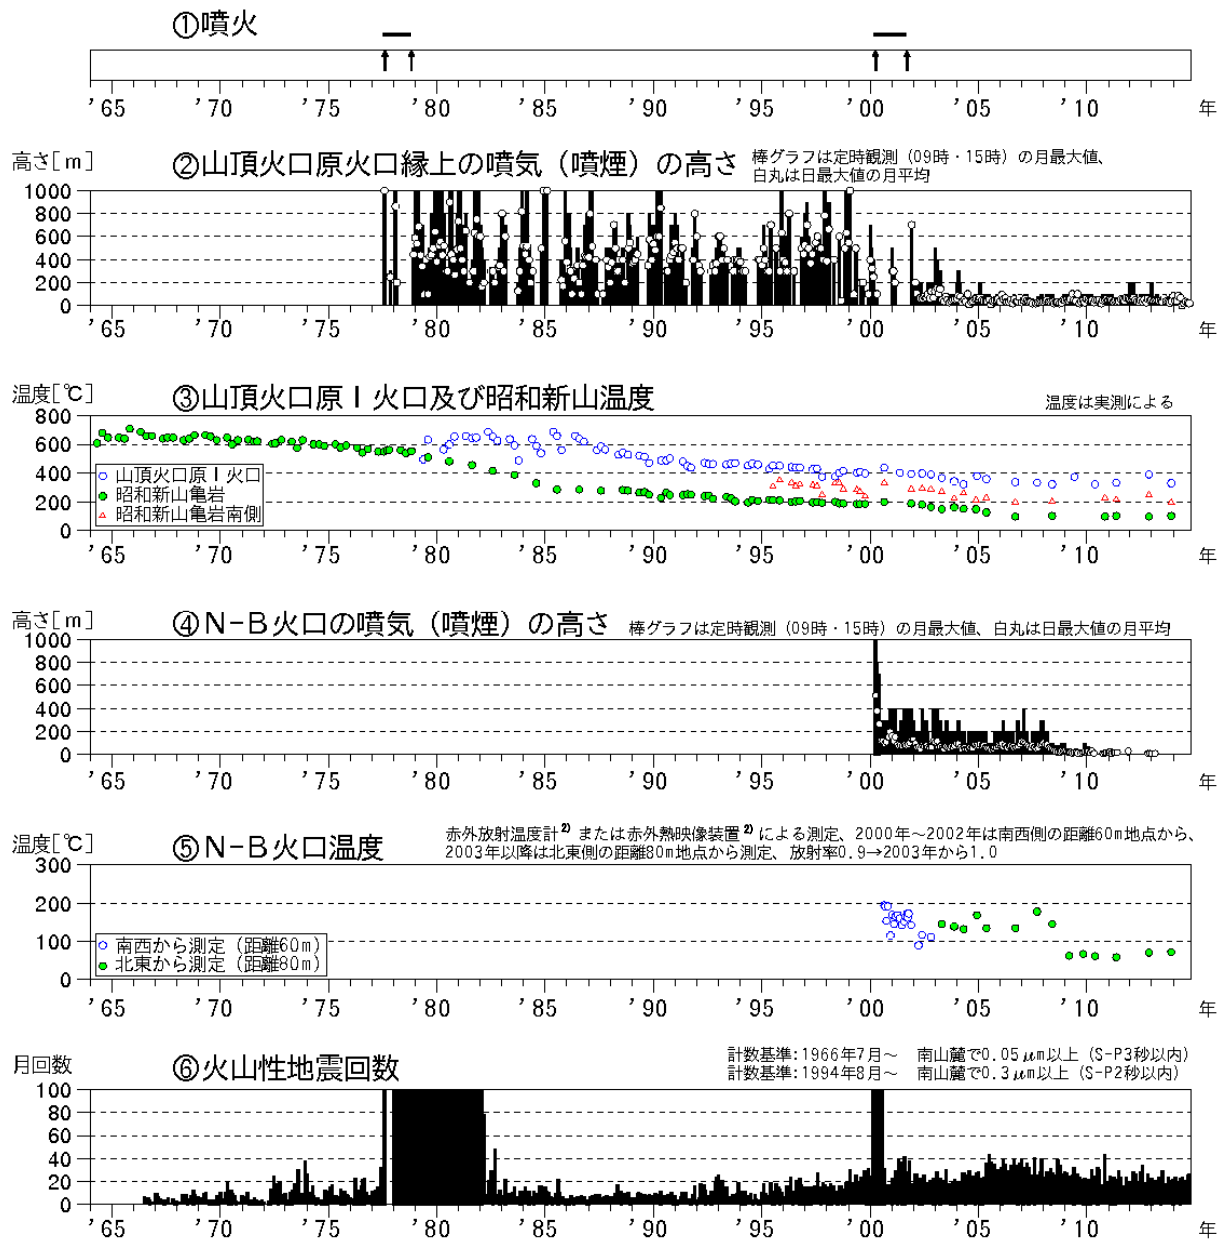 ①噴火
'65 '70 '75 '80 '85 '90 '95 '00 '05 '10 年
高さ[m] ②山頂火口原火口縁上の噴気（噴煙）の高さ 棒グラフは定時観測（09時・15時）の月最大値、
白丸は日最大値の月平均
1000
800
600
400
200
0
'65 '70 '75 '80 '85 '90 '95 '00 '05 '10 年
温度[℃] ③山頂火口原Ⅰ火口及び昭和新山温度 温度は実測による
800
600
400
200
0
山頂火口原Ⅰ火口
昭和新山亀岩
昭和新山亀岩南側
'65 '70 '75 '80 '85 '90 '95 '00 '05 '10 年
高さ[m] ④N-B火口の噴気（噴煙）の高さ 棒グラフは定時観測（09時・15時）の月最大値、白丸は日最大値の月平均
1000
800
600
400
200
0
'65 '70 '75 '80 '85 '90 '95 '00 '05 '10 年
温度[℃] ⑤N-B火口温度 赤外放射温度計2)または赤外熱映像装置2)による測定、2000年～2002年は南西側の距離60m地点から、
2003年以降は北東側の距離80m地点から測定、放射率0.9→2003年から1.0
300
200
100
0
南西から測定（距離60m）
北東から測定（距離80m）
'65 '70 '75 '80 '85 '90 '95 '00 '05 '10 年
月回数 ⑥火山性地震回数 計数基準:1966年7月～ 南山麓で0.05μm以上（S-P3秒以内）
計数基準:1994年8月～ 南山麓で0.3μm以上（S-P2秒以内）
100
80
60
40
20
0
'65 '70 '75 '80 '85 '90 '95 '00 '05 '10 年